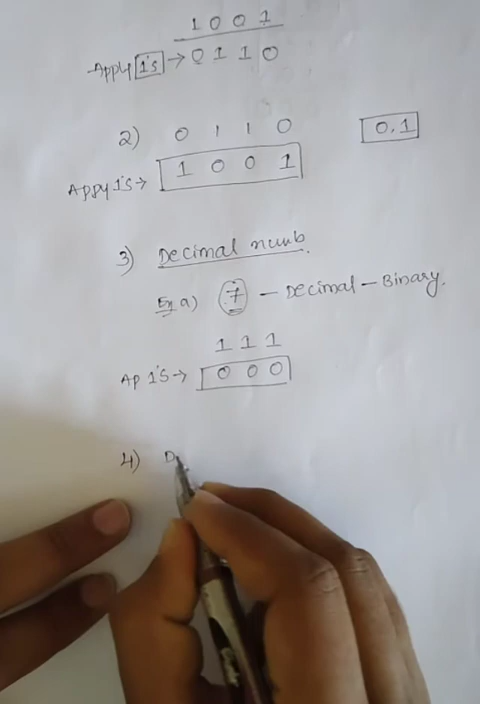 1 0 0 1
Apply 1's → 0 1 1 0
2) 0 1 1 0
0.1
Appy 1's → 1 0 0 1
3) Decimal numb.
Ex a) 7 – Decimal – Binary.
1 1 1
AP 1's → 0 0 0
4) D